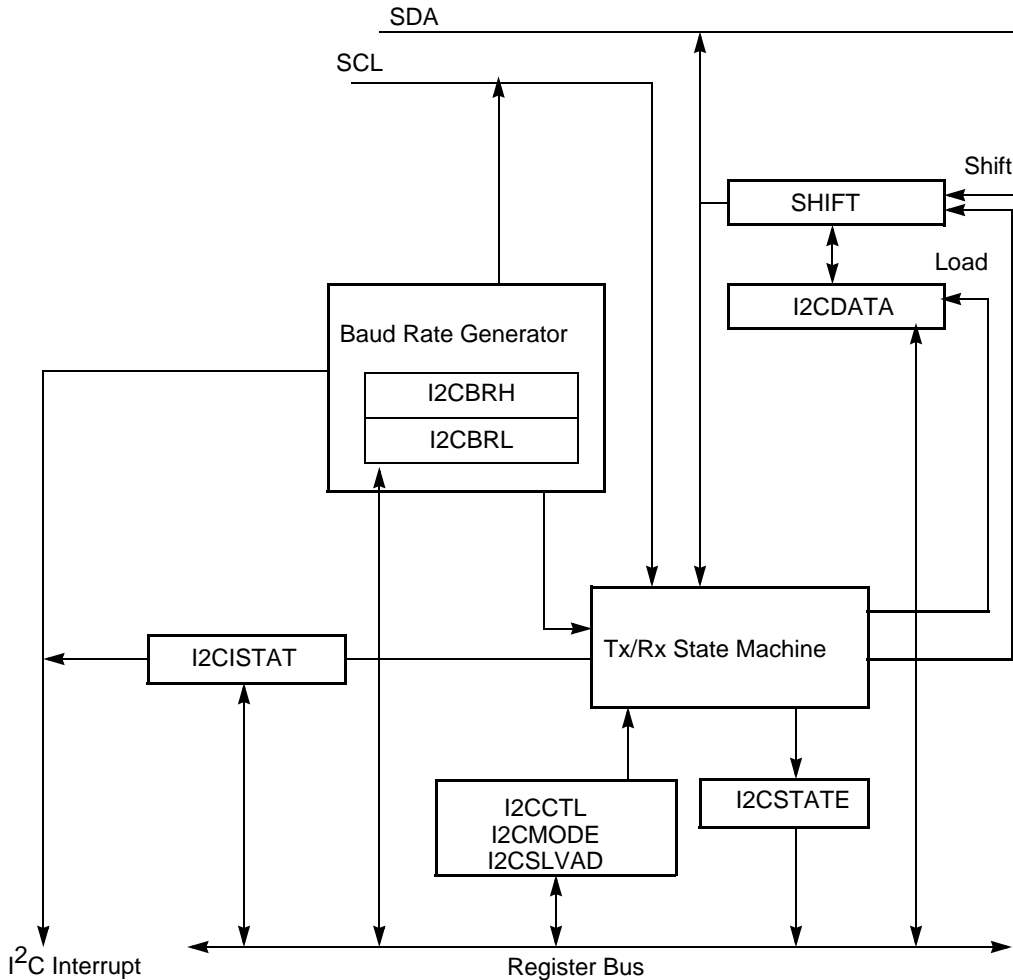 SDA
SCL
Shift
SHIFT
Load
I2CDATA
Baud Rate Generator
I2CBRH
I2CBRL
Tx/Rx State Machine
I2CISTAT
I2CCTL
I2CMODE
I2CSLVAD
I2CSTATE
I²C Interrupt
Register Bus